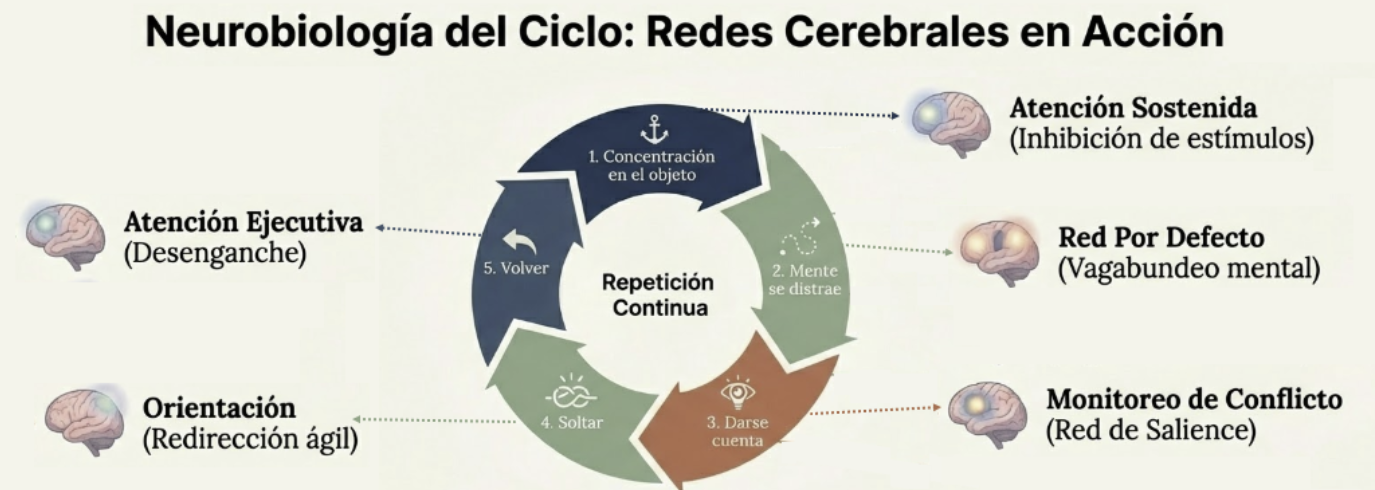 Neurobiología del Ciclo: Redes Cerebrales en Acción
1. Concentración
en el objeto
Atención Sostenida
(Inhibición de estímulos)
2. Mente
se distrae
Red Por Defecto
(Vagabundeo mental)
3. Darse
cuenta
Monitoreo de Conflicto
(Red de Salience)
4. Soltar
Orientación
(Redirección ágil)
5. Volver
Atención Ejecutiva
(Desenganche)
Repetición
Continua